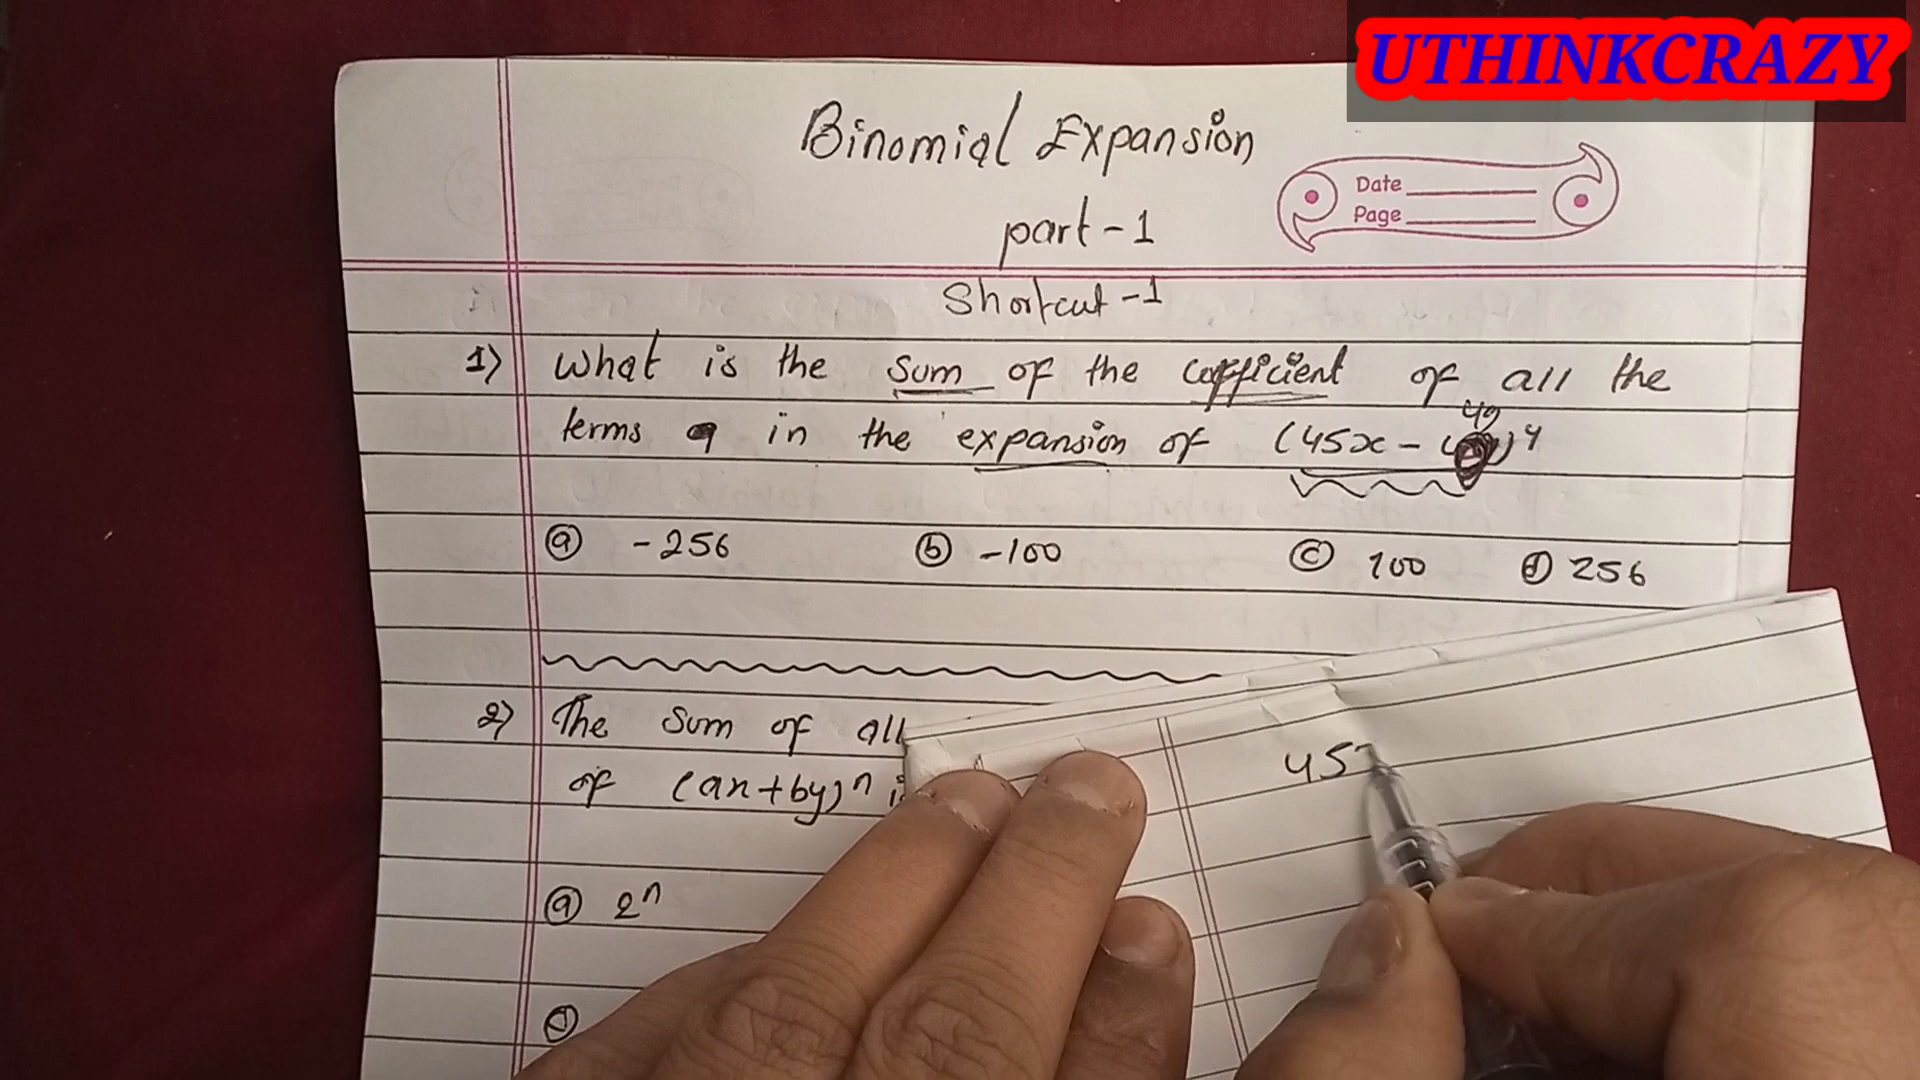 UTHINKCRAZY
Binomial Expansion
Date
Page
part-1
Shortcut-1
1) What is the sum of the cofficient of all the
49
terms in the expansion of (45x - 4)⁴
ⓐ -256 ⓑ -100 ⓒ 100 ⓓ 256
2) The sum of all
of (ax+by)ⁿ i
45
ⓐ 2ⁿ
ⓒ